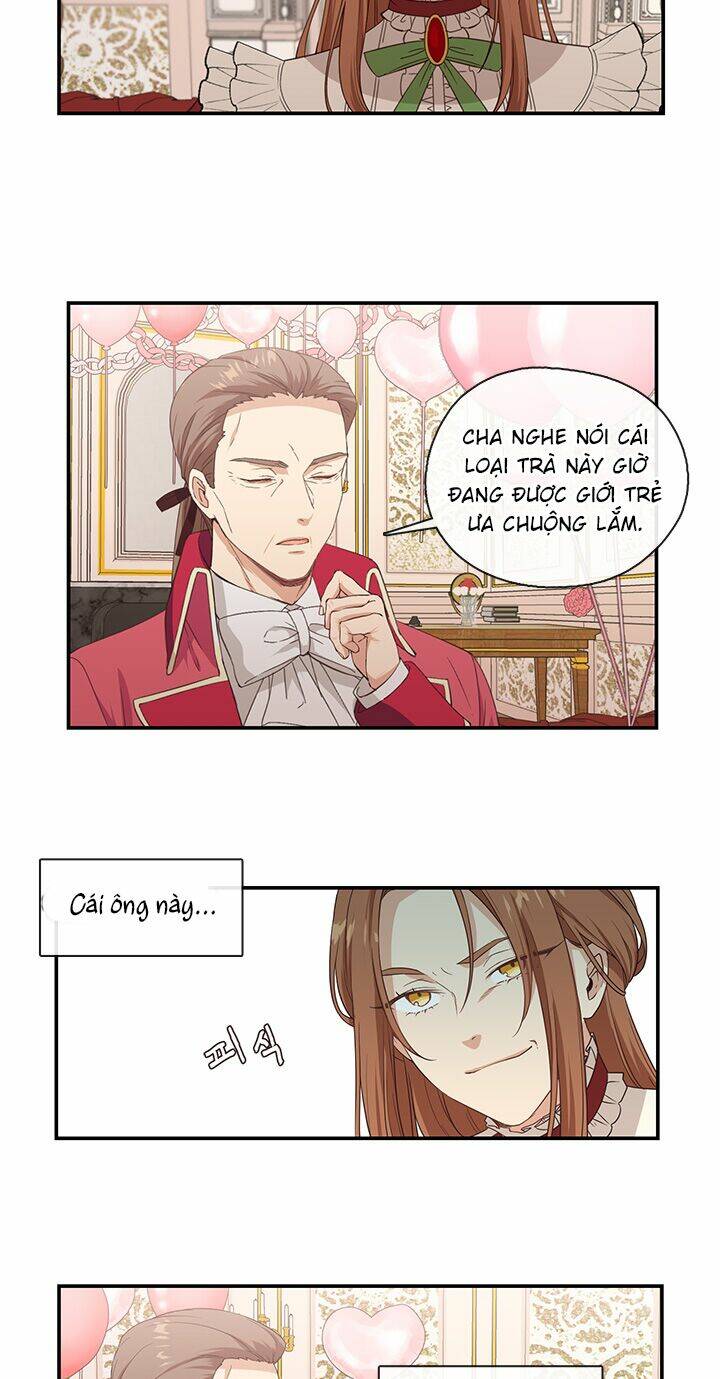 CHA NGHE NÓI CÁI
LOẠI TRÀ NÀY GIỜ
ĐANG ĐƯỢC GIỚI TRẺ
ƯA CHUỘNG LẮM.
Cái ông này...
피식